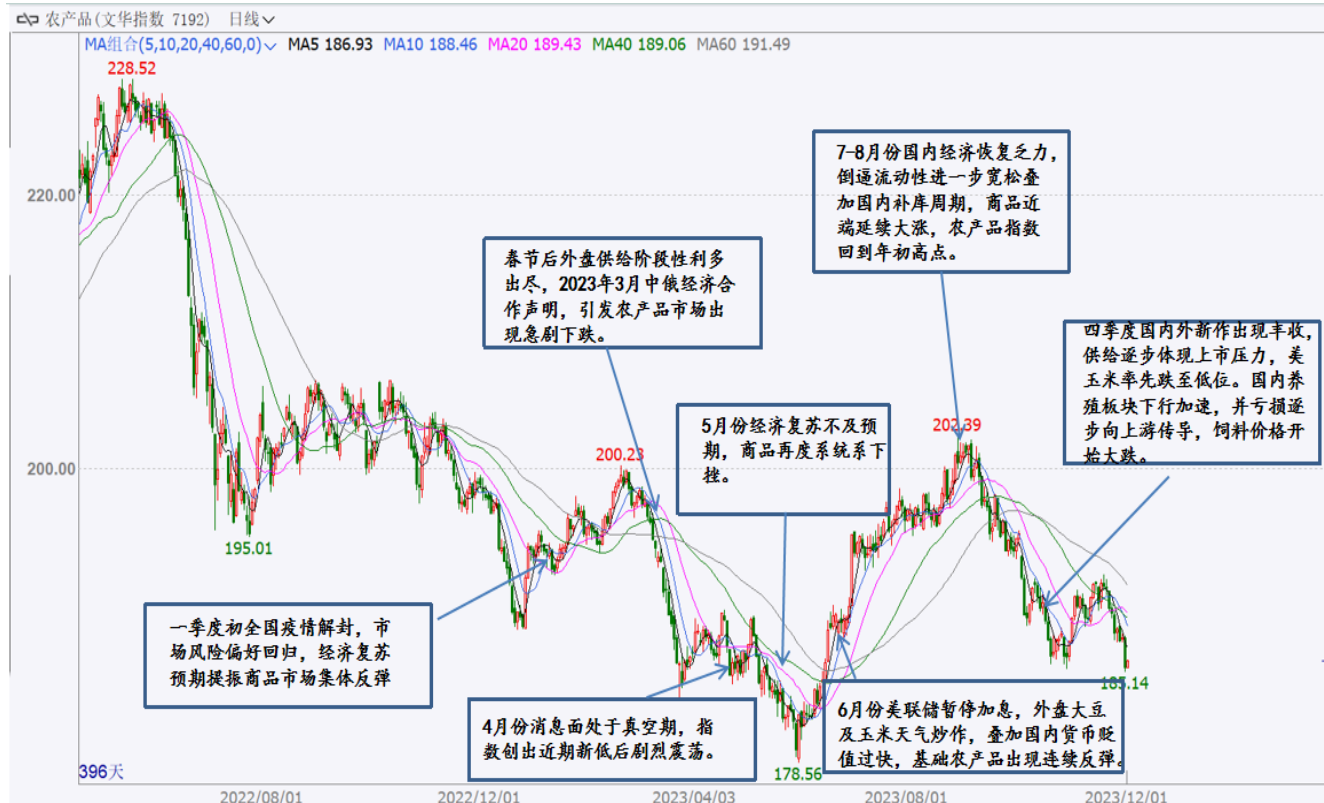 农产品(文华指数 7192) 日线
MA组合(5,10,20,40,60,0) MA5 186.93 MA10 188.46 MA20 189.43 MA40 189.06 MA60 191.49
228.52
220.00
7-8月份国内经济恢复乏力,
倒逼流动性进一步宽松叠
加国内补库周期，商品近
端延续大涨，农产品指数
回到年初高点。
春节后外盘供给阶段性利多
出尽，2023年3月中俄经济合
作声明，引发农产品市场出
现急剧下跌。
四季度国内外新作出现丰收，
供给逐步体现上市压力，美
玉米率先跌至低位。国内养
殖板块下行加速，并亏损逐
步向上游传导，饲料价格开
始大跌。
5月份经济复苏不及预
期，商品再度系统系下
挫。
202.39
200.23
200.00
195.01
一季度初全国疫情解封，市
场风险偏好回归，经济复苏
预期提振商品市场集体反弹
4月份消息面处于真空期，指
数创出近期新低后剧烈震荡。
6月份美联储暂停加息，外盘大豆
及玉米天气炒作，叠加国内货币贬
值过快，基础农产品出现连续反弹。
185.14
178.56
396天
2022/08/01
2022/12/01
2023/04/03
2023/08/01
2023/12/01